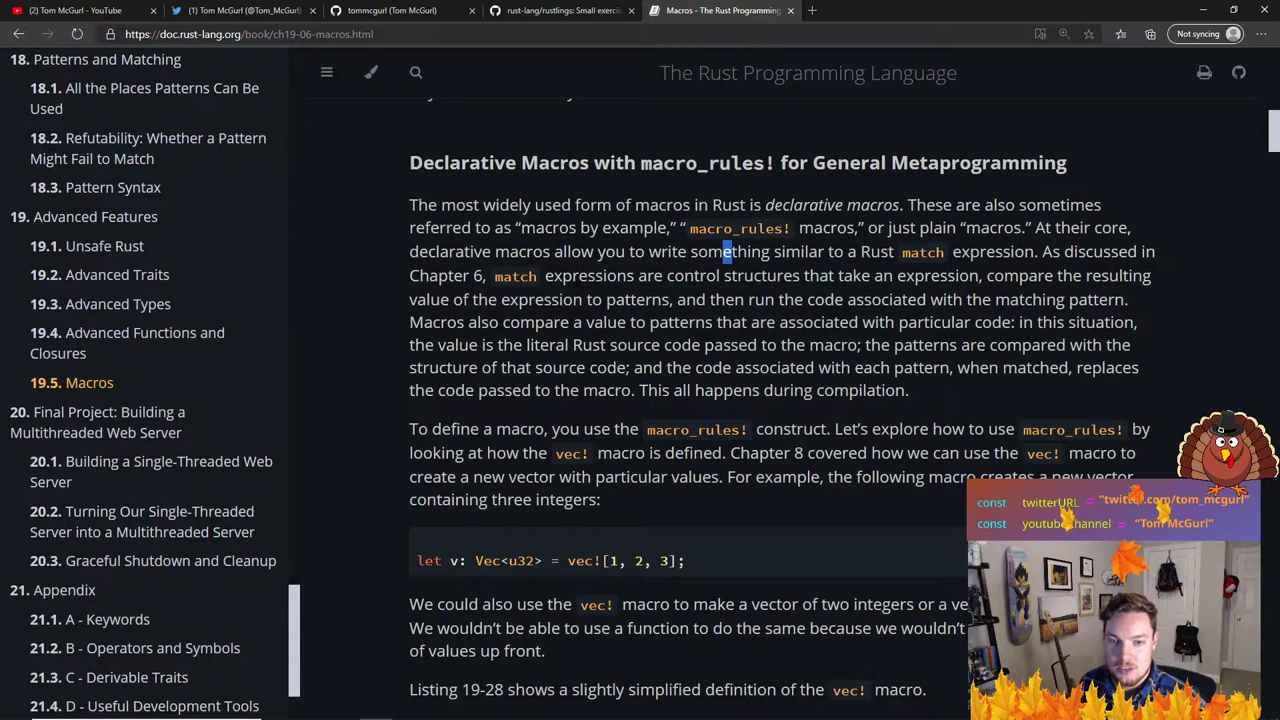 (2) Tom McGurl - YouTube
(1) Tom McGurl (@Tom_McGurl)
tommcgurl (Tom McGurl)
rust-lang/rustlings: Small exercis
Macros - The Rust Programming
https://doc.rust-lang.org/book/ch19-06-macros.html
Not syncing
18. Patterns and Matching
18.1. All the Places Patterns Can Be
Used
18.2. Refutability: Whether a Pattern
Might Fail to Match
18.3. Pattern Syntax
19. Advanced Features
19.1. Unsafe Rust
19.2. Advanced Traits
19.3. Advanced Types
19.4. Advanced Functions and
Closures
19.5. Macros
20. Final Project: Building a
Multithreaded Web Server
20.1. Building a Single-Threaded Web
Server
20.2. Turning Our Single-Threaded
Server into a Multithreaded Server
20.3. Graceful Shutdown and Cleanup
21. Appendix
21.1. A - Keywords
21.2. B - Operators and Symbols
21.3. C - Derivable Traits
21.4. D - Useful Development Tools
The Rust Programming Language
Declarative Macros with macro_rules! for General Metaprogramming
The most widely used form of macros in Rust is declarative macros. These are also sometimes
referred to as “macros by example,” “ macro_rules! macros,” or just plain “macros.” At their core,
declarative macros allow you to write something similar to a Rust match expression. As discussed in
Chapter 6, match expressions are control structures that take an expression, compare the resulting
value of the expression to patterns, and then run the code associated with the matching pattern.
Macros also compare a value to patterns that are associated with particular code: in this situation,
the value is the literal Rust source code passed to the macro; the patterns are compared with the
structure of that source code; and the code associated with each pattern, when matched, replaces
the code passed to the macro. This all happens during compilation.
To define a macro, you use the macro_rules! construct. Let’s explore how to use macro_rules! by
looking at how the vec! macro is defined. Chapter 8 covered how we can use the vec! macro to
create a new vector with particular values. For example, the following macro creates a new vector
containing three integers:
let v: Vec<u32> = vec![1, 2, 3];
We could also use the vec! macro to make a vector of two integers or a ve
We wouldn’t be able to use a function to do the same because we wouldn’t
of values up front.
Listing 19-28 shows a slightly simplified definition of the vec! macro.
const twitterURL = "twitter.com/tom_mcgurl"
const youtubeChannel = "Tom McGurl"